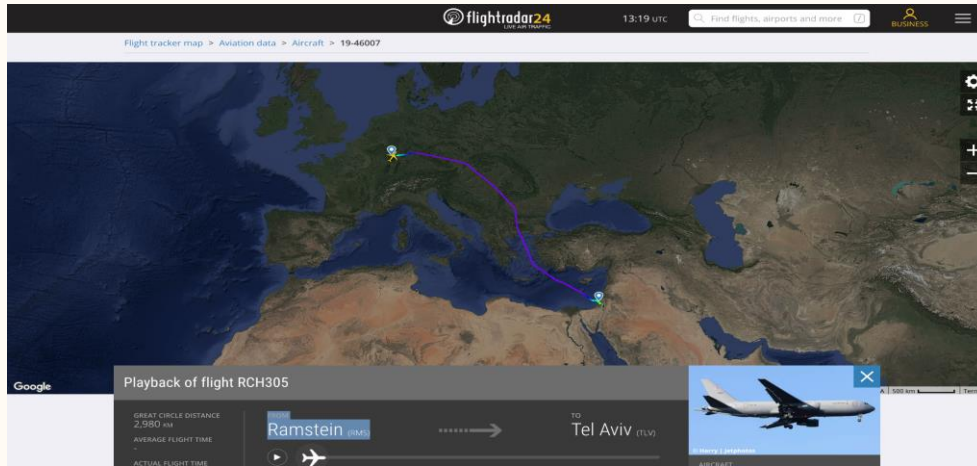 flightradar24
LIVE AIR TRAFFIC
13:19 UTC
Find flights, airports and more
BUSINESS
Flight tracker map > Aviation data > Aircraft > 19-46007
Google
500 km
Playback of flight RCH305
GREAT CIRCLE DISTANCE
2,980 KM
AVERAGE FLIGHT TIME
-
ACTUAL FLIGHT TIME
FROM
Ramstein (RMS)
TO
Tel Aviv (TLV)
© Harry | Jetphotos
AIRCRAFT